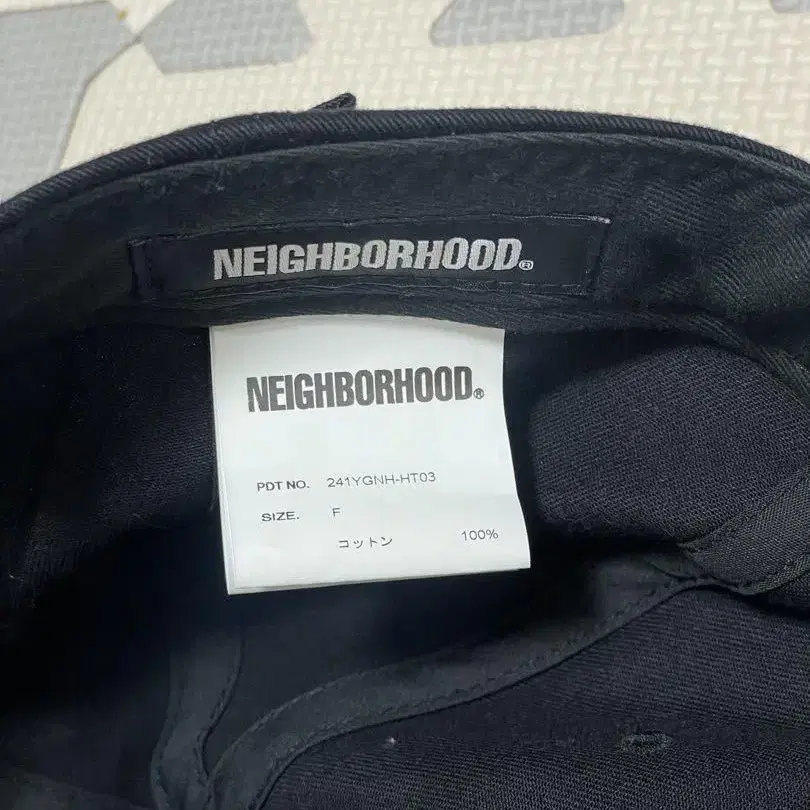 NEIGHBORHOOD®
NEIGHBORHOOD®
PDT NO. 241YGNH-HT03
SIZE. F
コットン 100%